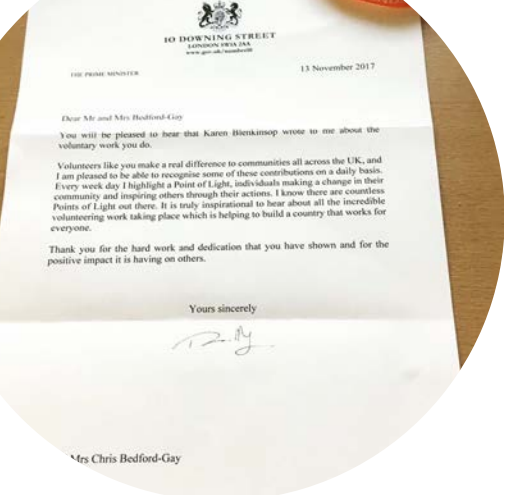 10 DOWNING STREET
LONDON SW1A 2AA
www.gov.uk/number10
THE PRIME MINISTER
13 November 2017
Dear Mr and Mrs Bedford-Gay
You will be pleased to hear that Karen Blenkinsop wrote to me about the
voluntary work you do.
Volunteers like you make a real difference to communities all across the UK, and
I am pleased to be able to recognise some of these contributions on a daily basis.
Every week day I highlight a Point of Light, individuals making a change in their
community and inspiring others through their actions. I know there are countless
Points of Light out there. It is truly inspirational to hear about all the incredible
volunteering work taking place which is helping to build a country that works for
everyone.
Thank you for the hard work and dedication that you have shown and for the
positive impact it is having on others.
Yours sincerely
Mrs Chris Bedford-Gay